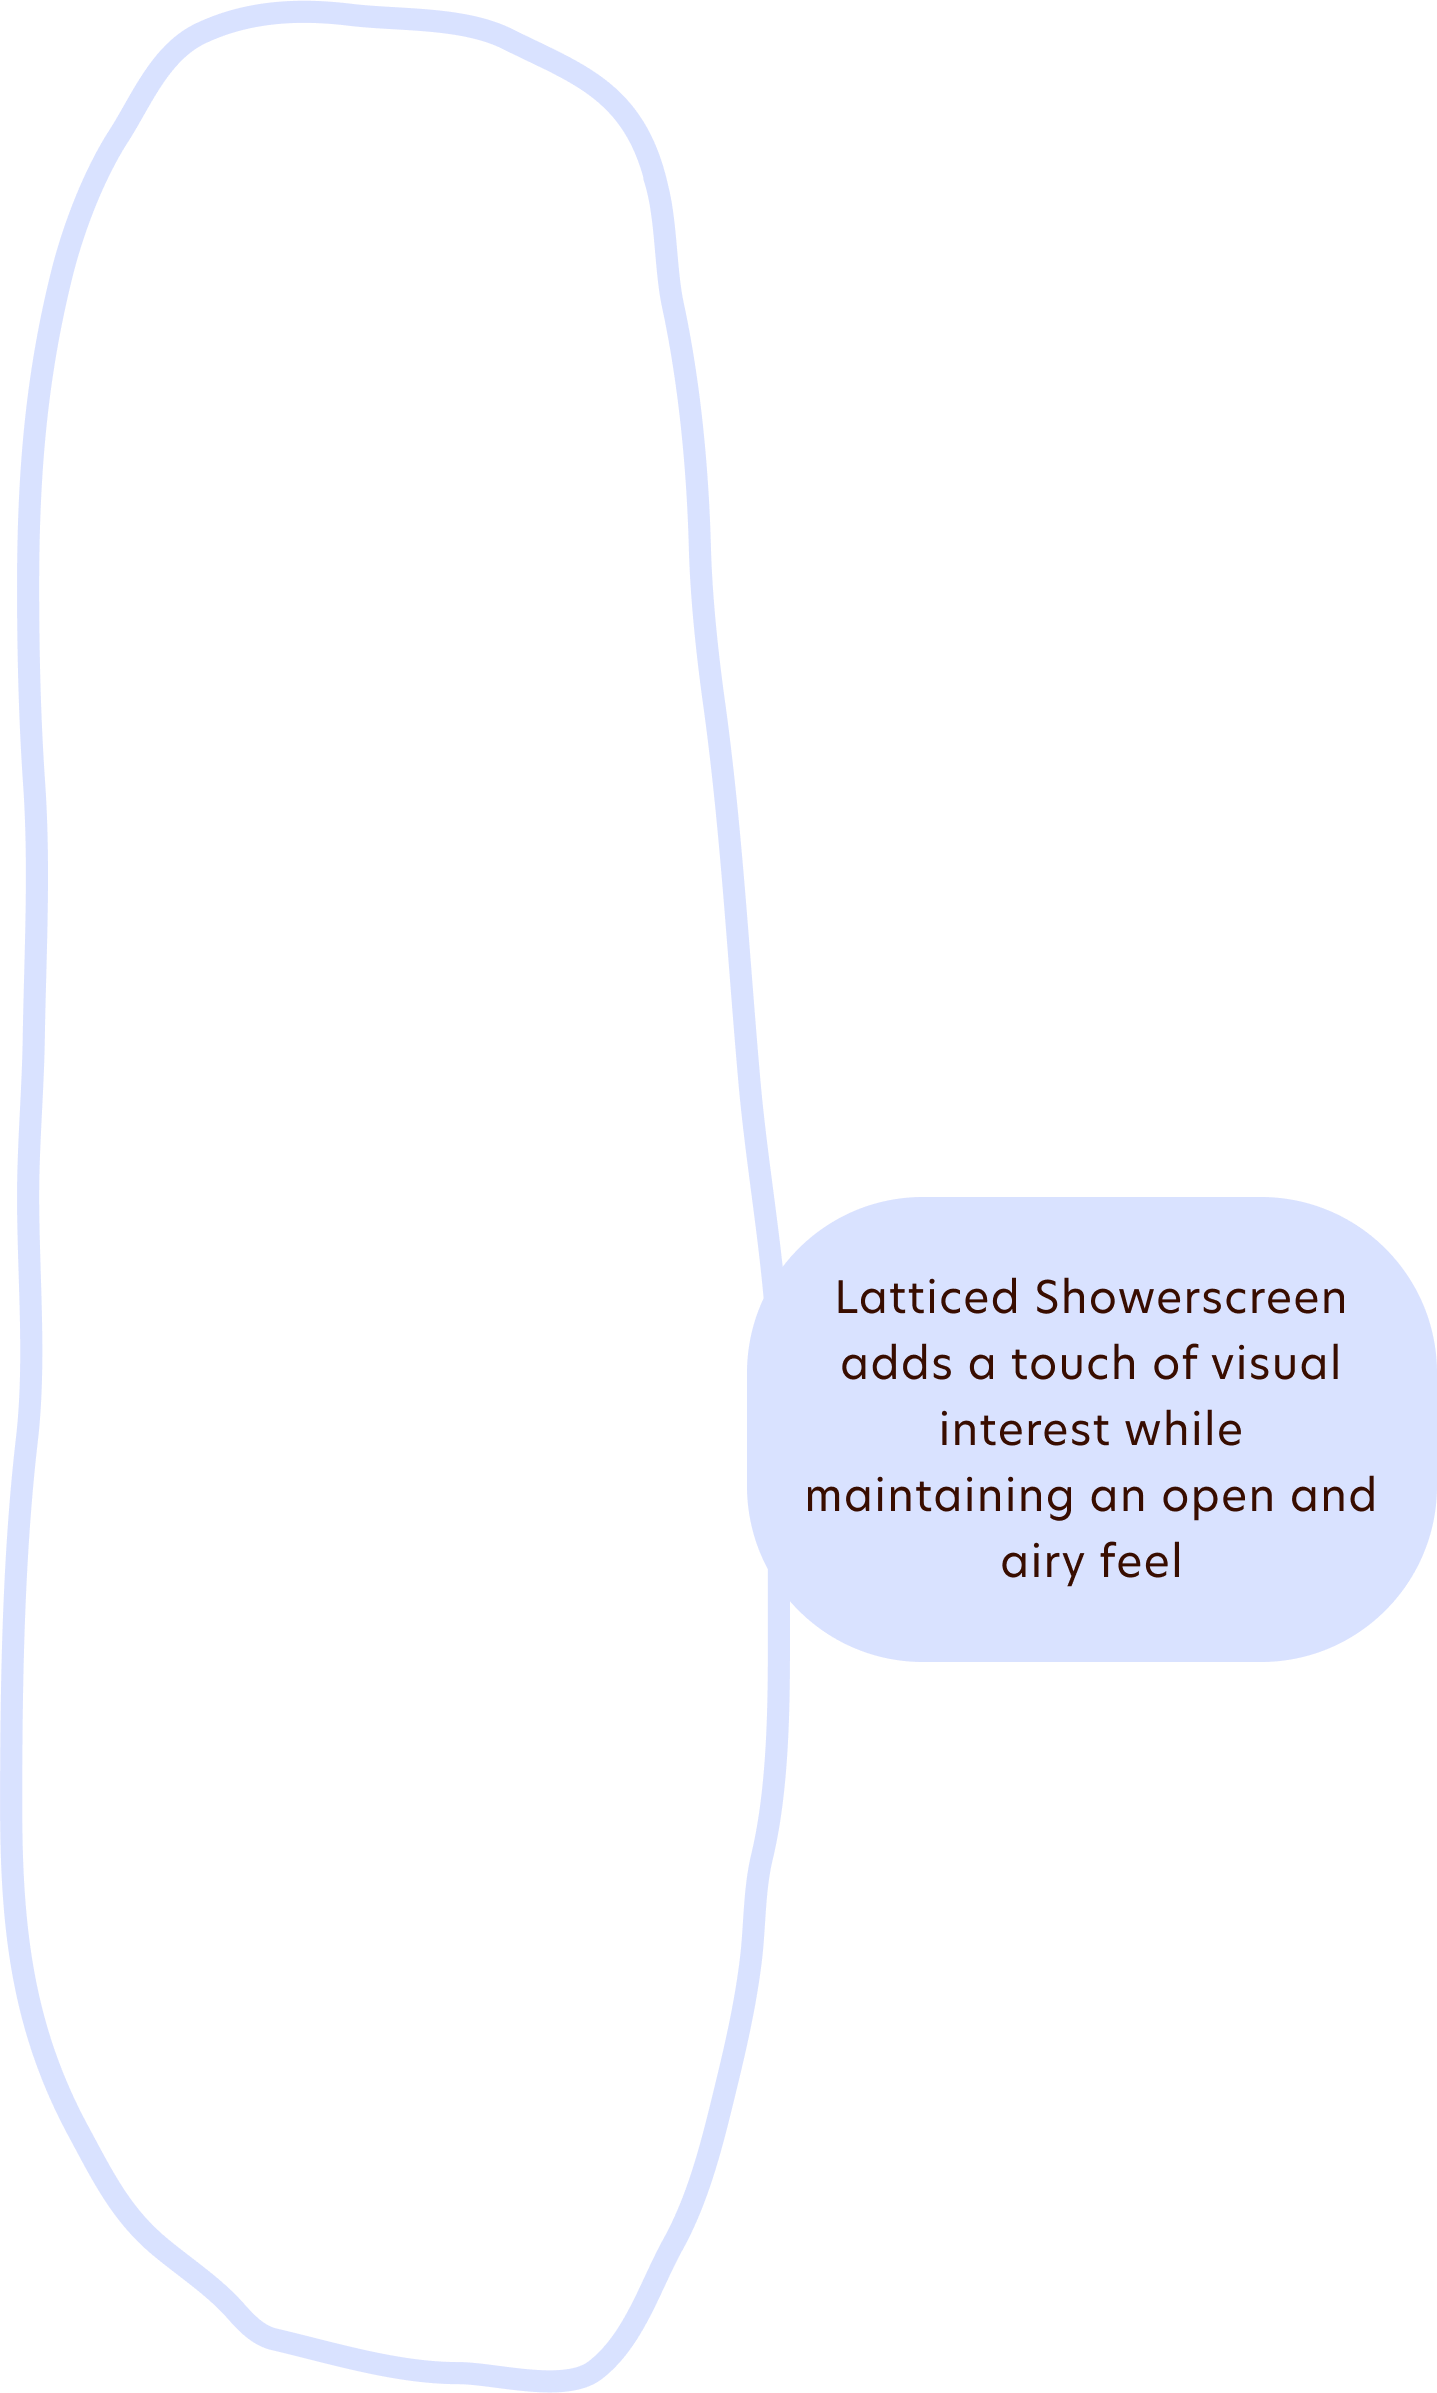 Latticed Showerscreen
adds a touch of visual
interest while
maintaining an open and
airy feel